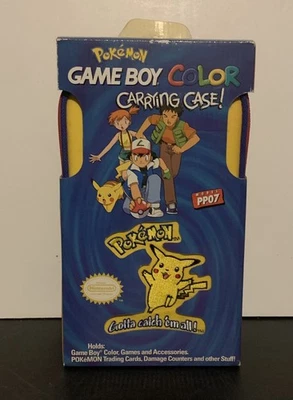 POKéMON
GAME BOY COLOR
CARRYING CASE!
MODEL
PP07
POKéMON
Gotta catch 'em all!
Nintendo
Holds:
Game Boy Color, Games and Accessories.
POKéMON Trading Cards, Damage Counters and other Stuff!